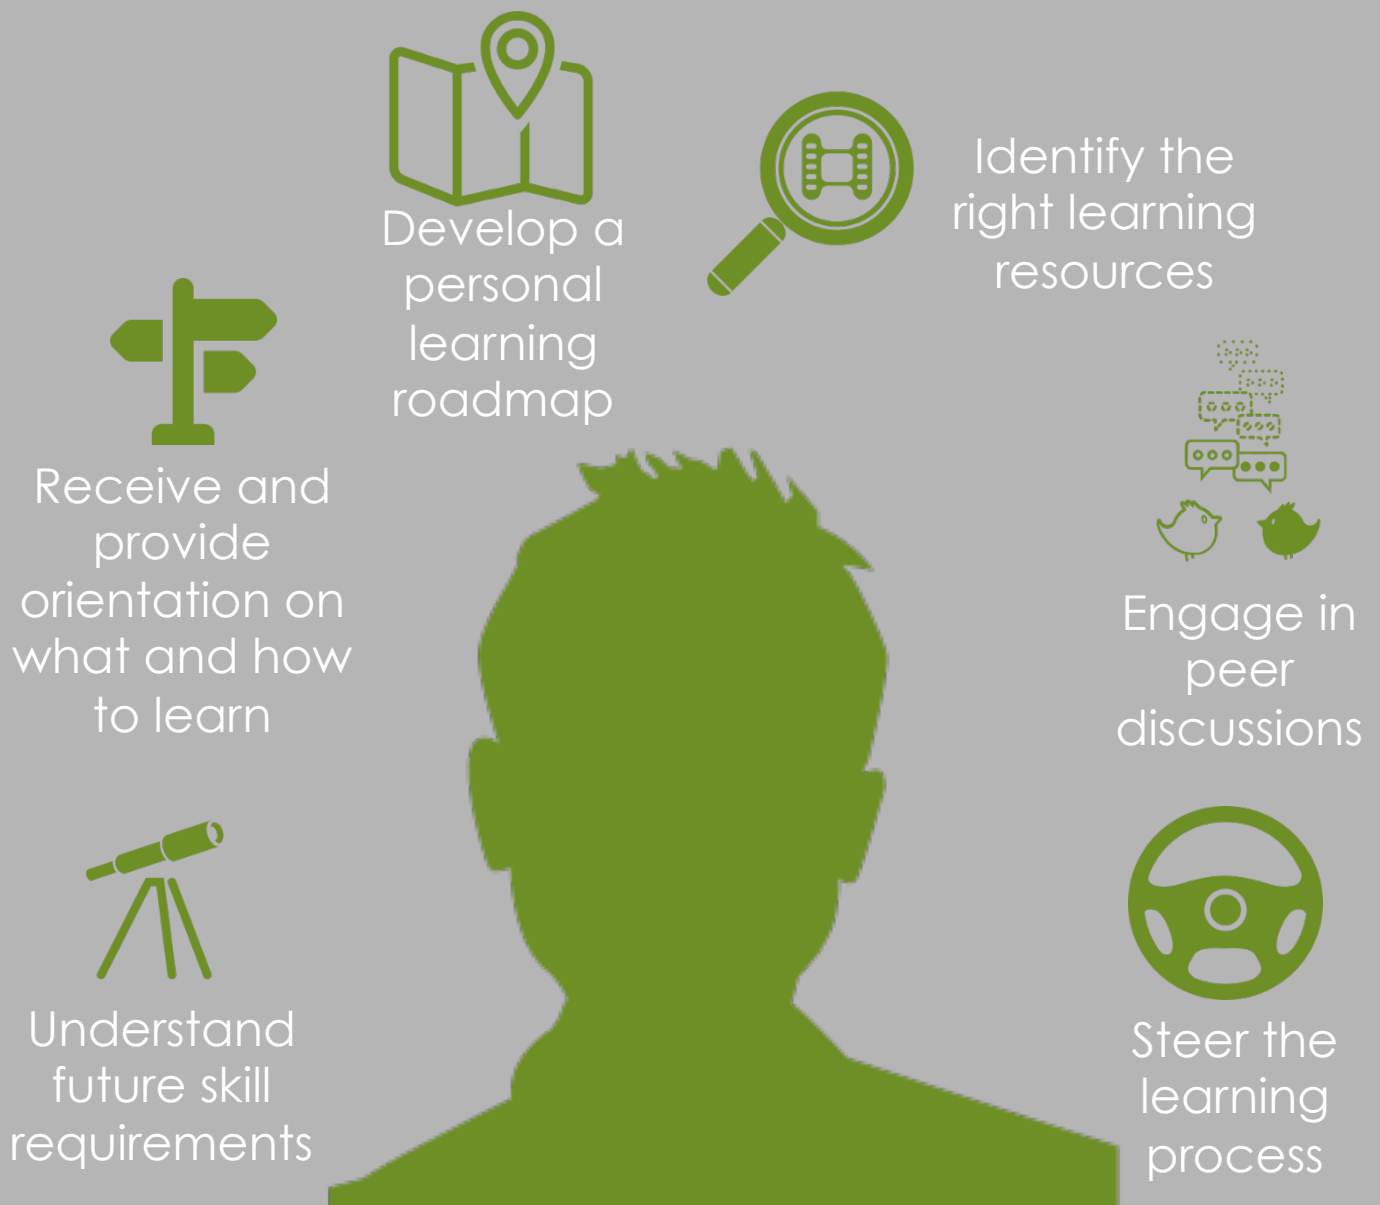 Develop a
personal
learning
roadmap
Identify the
right learning
resources
Receive and
provide
orientation on
what and how
to learn
Engage in
peer
discussions
Understand
future skill
requirements
Steer the
learning
process